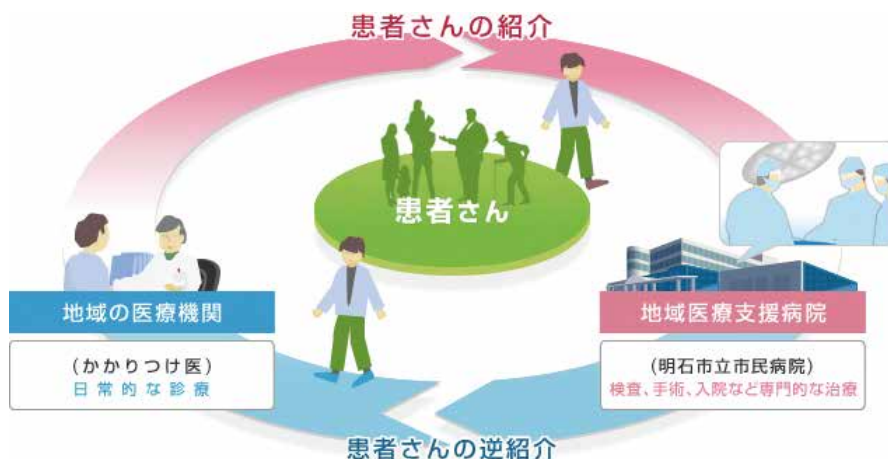 患者さんの紹介
患者さん
地域の医療機関
(かかりつけ医)
日常的な診療
地域医療支援病院
(明石市立市民病院)
検査、手術、入院など専門的な治療
患者さんの逆紹介